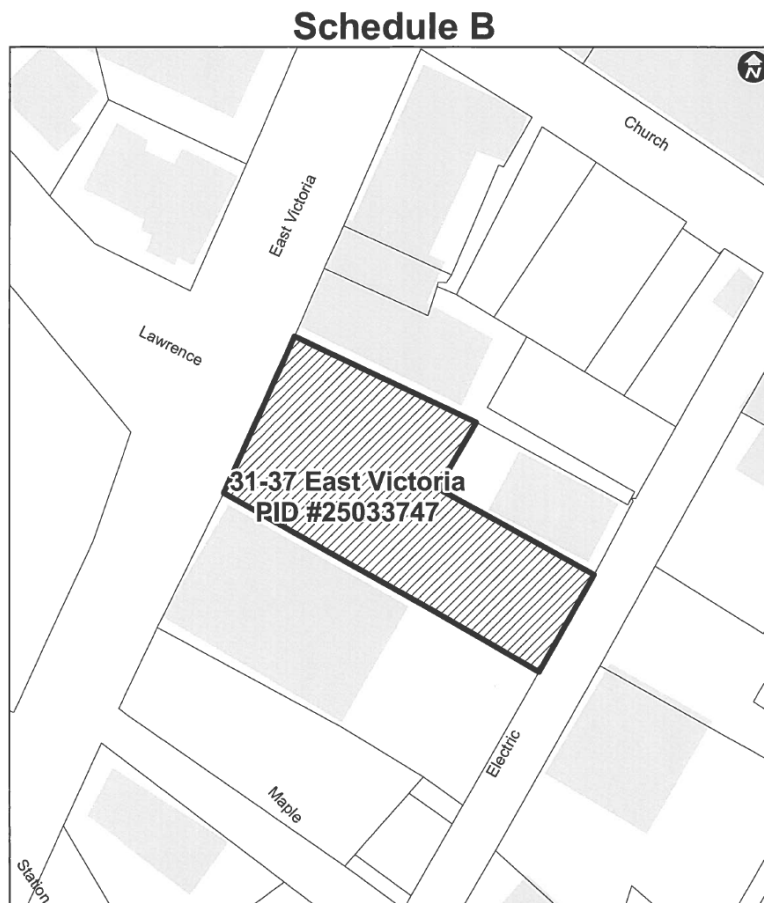 Schedule B
N
Church
East Victoria
Lawrence
31-37 East Victoria
PID #25033747
Electric
Maple
Station